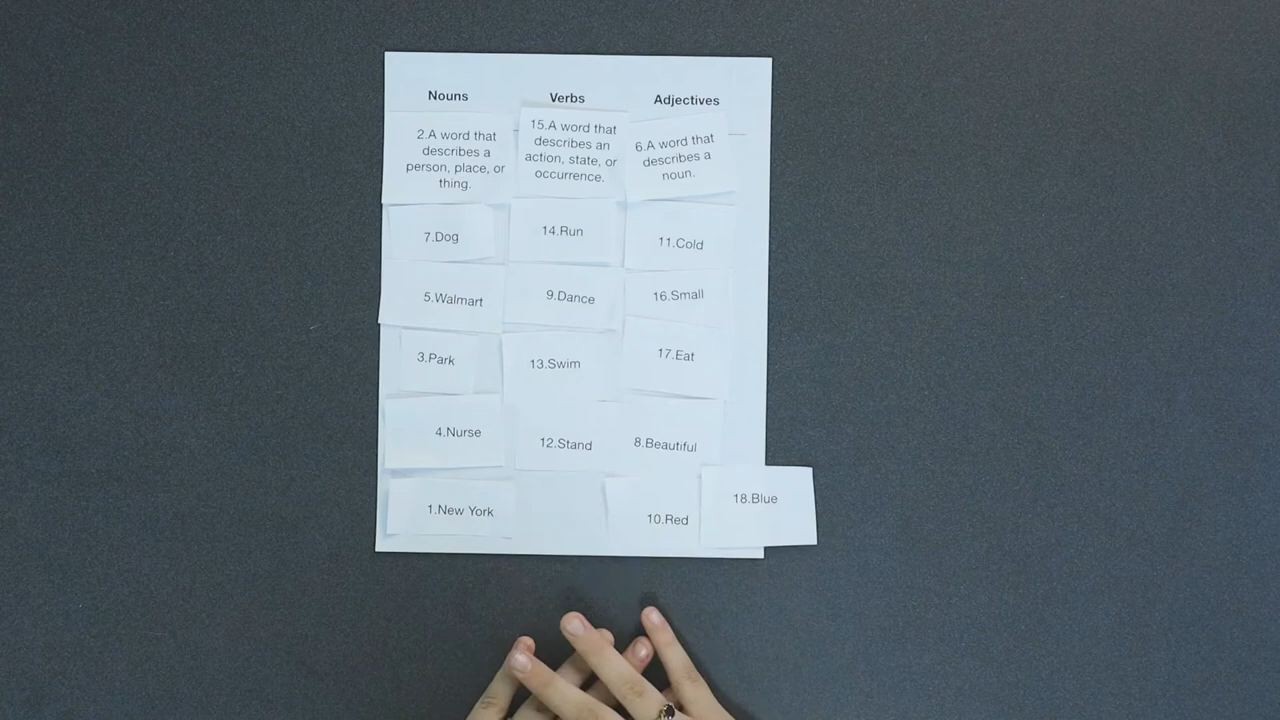 Nouns
Verbs
Adjectives
2.A word that
describes a
person, place, or
thing.
15.A word that
describes an
action, state, or
occurrence.
6.A word that
describes a
noun.
7.Dog
14.Run
11.Cold
5.Walmart
9.Dance
16.Small
3.Park
13.Swim
17.Eat
4.Nurse
12.Stand
8.Beautiful
1.New York
10.Red
18.Blue